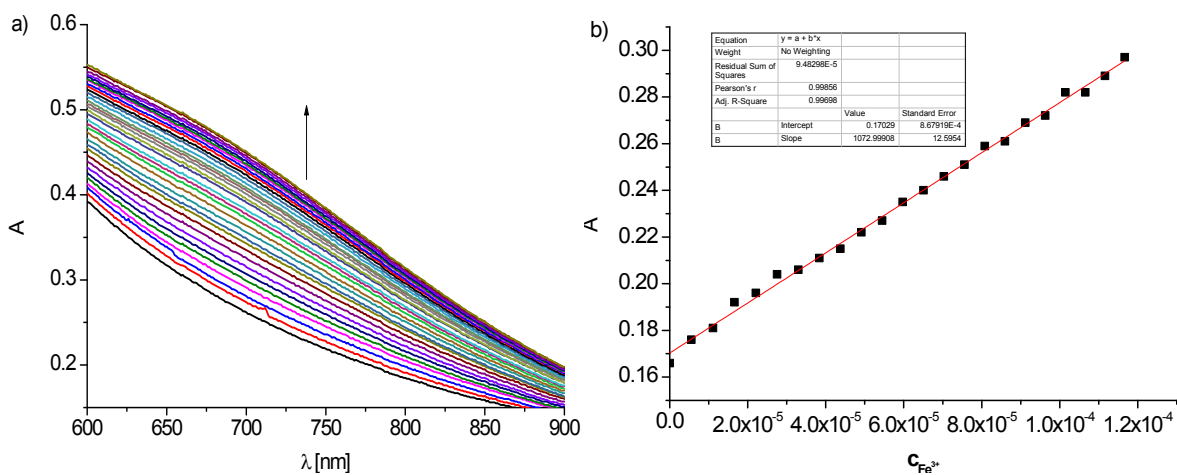 a)
0.6
0.5
0.4
0.3
0.2
A
600 650 700 750 800 850 900
λ [nm]
b)
Equation y = a + b*x
Weight No Weighting
Residual Sum of Squares 9.48298E-5
Pearson's r 0.99856
Adj. R-Square 0.99698
Value Standard Error
B Intercept 0.17029 8.67919E-4
B Slope 1072.99908 12.5954
0.30
0.28
0.26
0.24
0.22
0.20
0.18
0.16
A
0.0 2.0x10⁻⁵ 4.0x10⁻⁵ 6.0x10⁻⁵ 8.0x10⁻⁵ 1.0x10⁻⁴ 1.2x10⁻⁴
c Fe³⁺